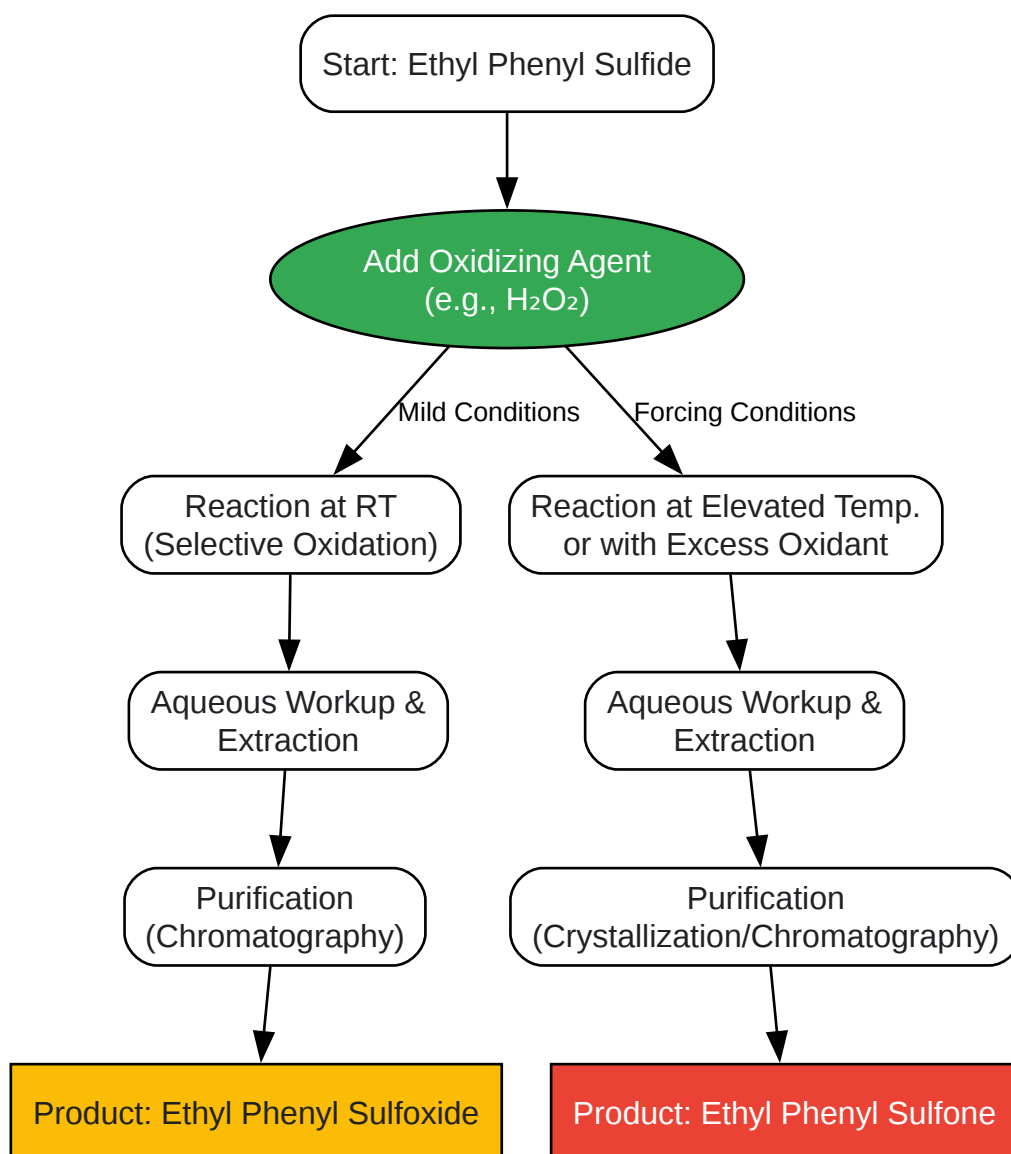 Start: Ethyl Phenyl Sulfide
Add Oxidizing Agent
(e.g., H₂O₂)
Mild Conditions
Forcing Conditions
Reaction at RT
(Selective Oxidation)
Reaction at Elevated Temp.
or with Excess Oxidant
Aqueous Workup &
Extraction
Aqueous Workup &
Extraction
Purification
(Chromatography)
Purification
(Crystallization/Chromatography)
Product: Ethyl Phenyl Sulfoxide
Product: Ethyl Phenyl Sulfone